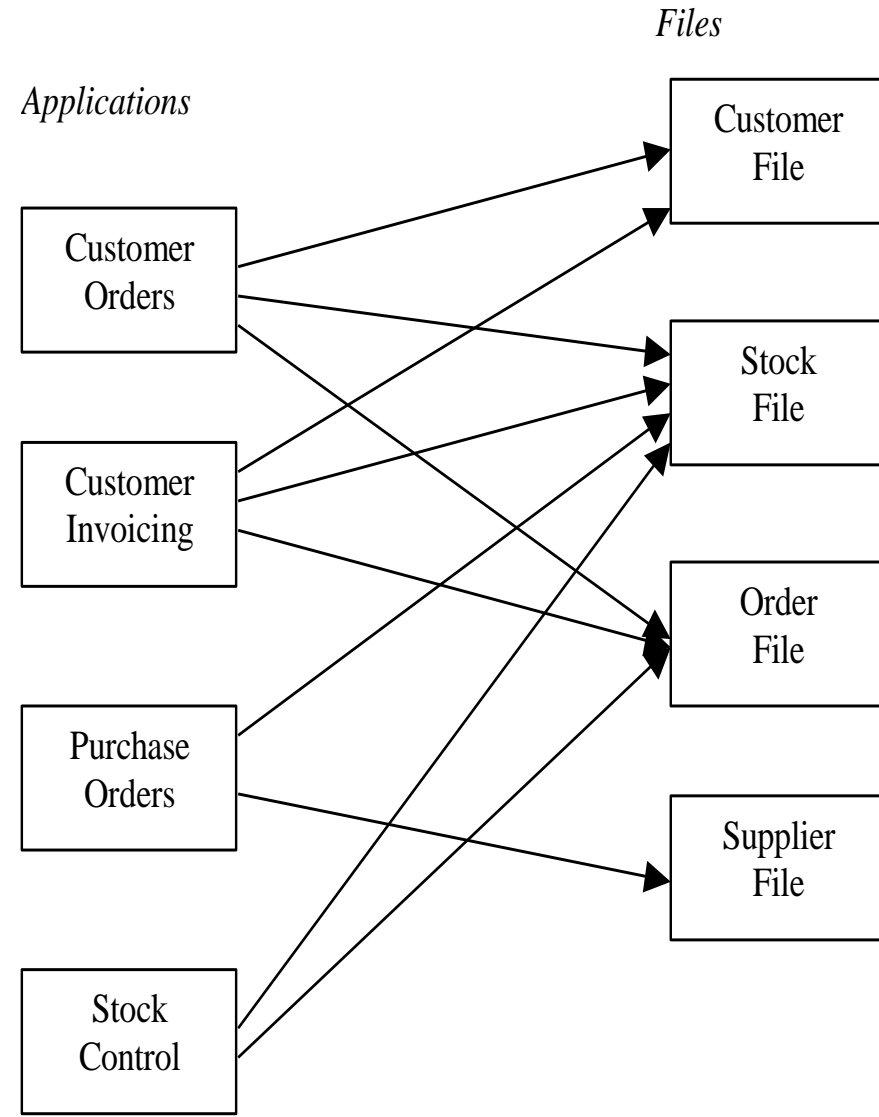 Files
Applications
Customer
File
Customer
Orders
Stock
File
Customer
Invoicing
Order
File
Purchase
Orders
Supplier
File
Stock
Control